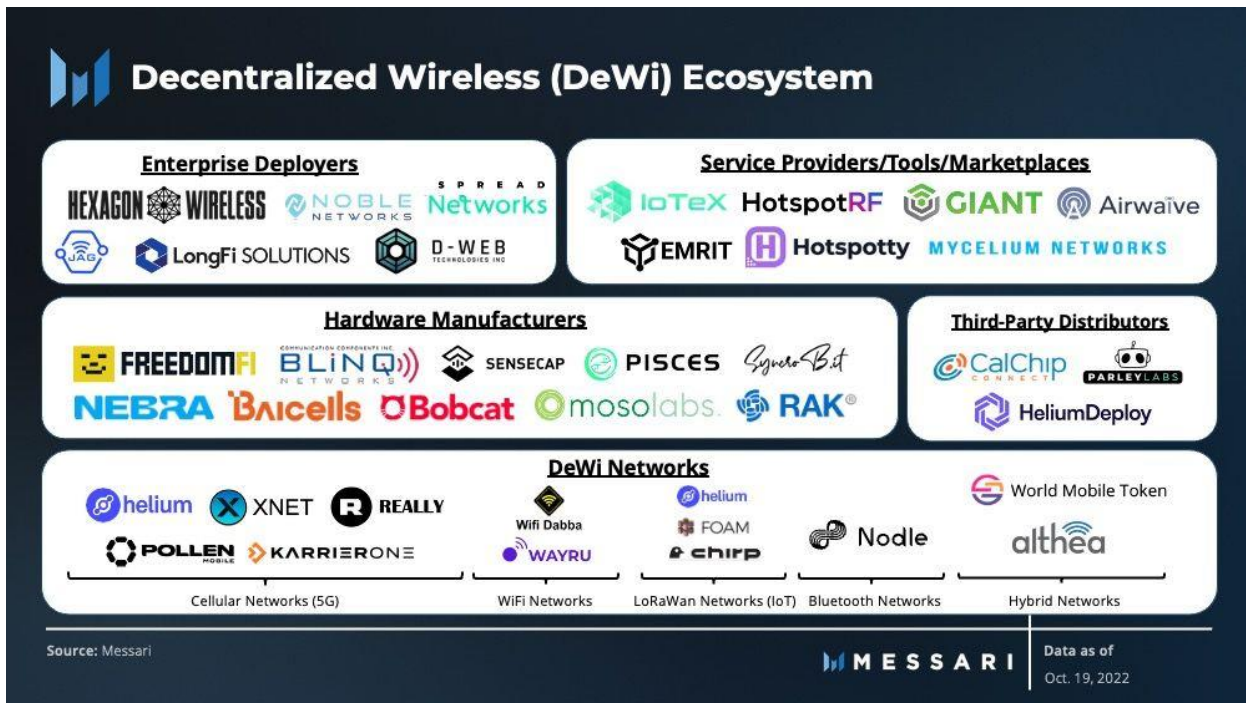 Decentralized Wireless (DeWi) Ecosystem
Enterprise Deployers
HEXAGON WIRELESS
NOBLE
NETWORKS
SPREAD
Networks
JAG
LongFi SOLUTIONS
D-WEB
TECHNOLOGIES INC
Service Providers/Tools/Marketplaces
IoTeX
HotspotRF
GIANT
Airwaive
EMRIT
Hotspotty
MYCELIUM NETWORKS
Hardware Manufacturers
FREEDOMFI
COMMUNICATION COMPONENTS INC.
BLiNQ
NETWORKS
SENSECAP
PISCES
SyncroB.it
NEBRA
BAICELLS
Bobcat
mosolabs.
RAK®
Third-Party Distributors
CalChip
CONNECT
PARLEYLABS
HeliumDeploy
DeWi Networks
helium
XNET
R REALLY
POLLEN
MOBILE
KARRIERONE
Cellular Networks (5G)
Wifi Dabba
WAYRU
WiFi Networks
helium
FOAM
chirp
LoRaWan Networks (IoT)
Nodle
Bluetooth Networks
World Mobile Token
althea
Hybrid Networks
Source: Messari
MESSARI
Data as of
Oct. 19, 2022